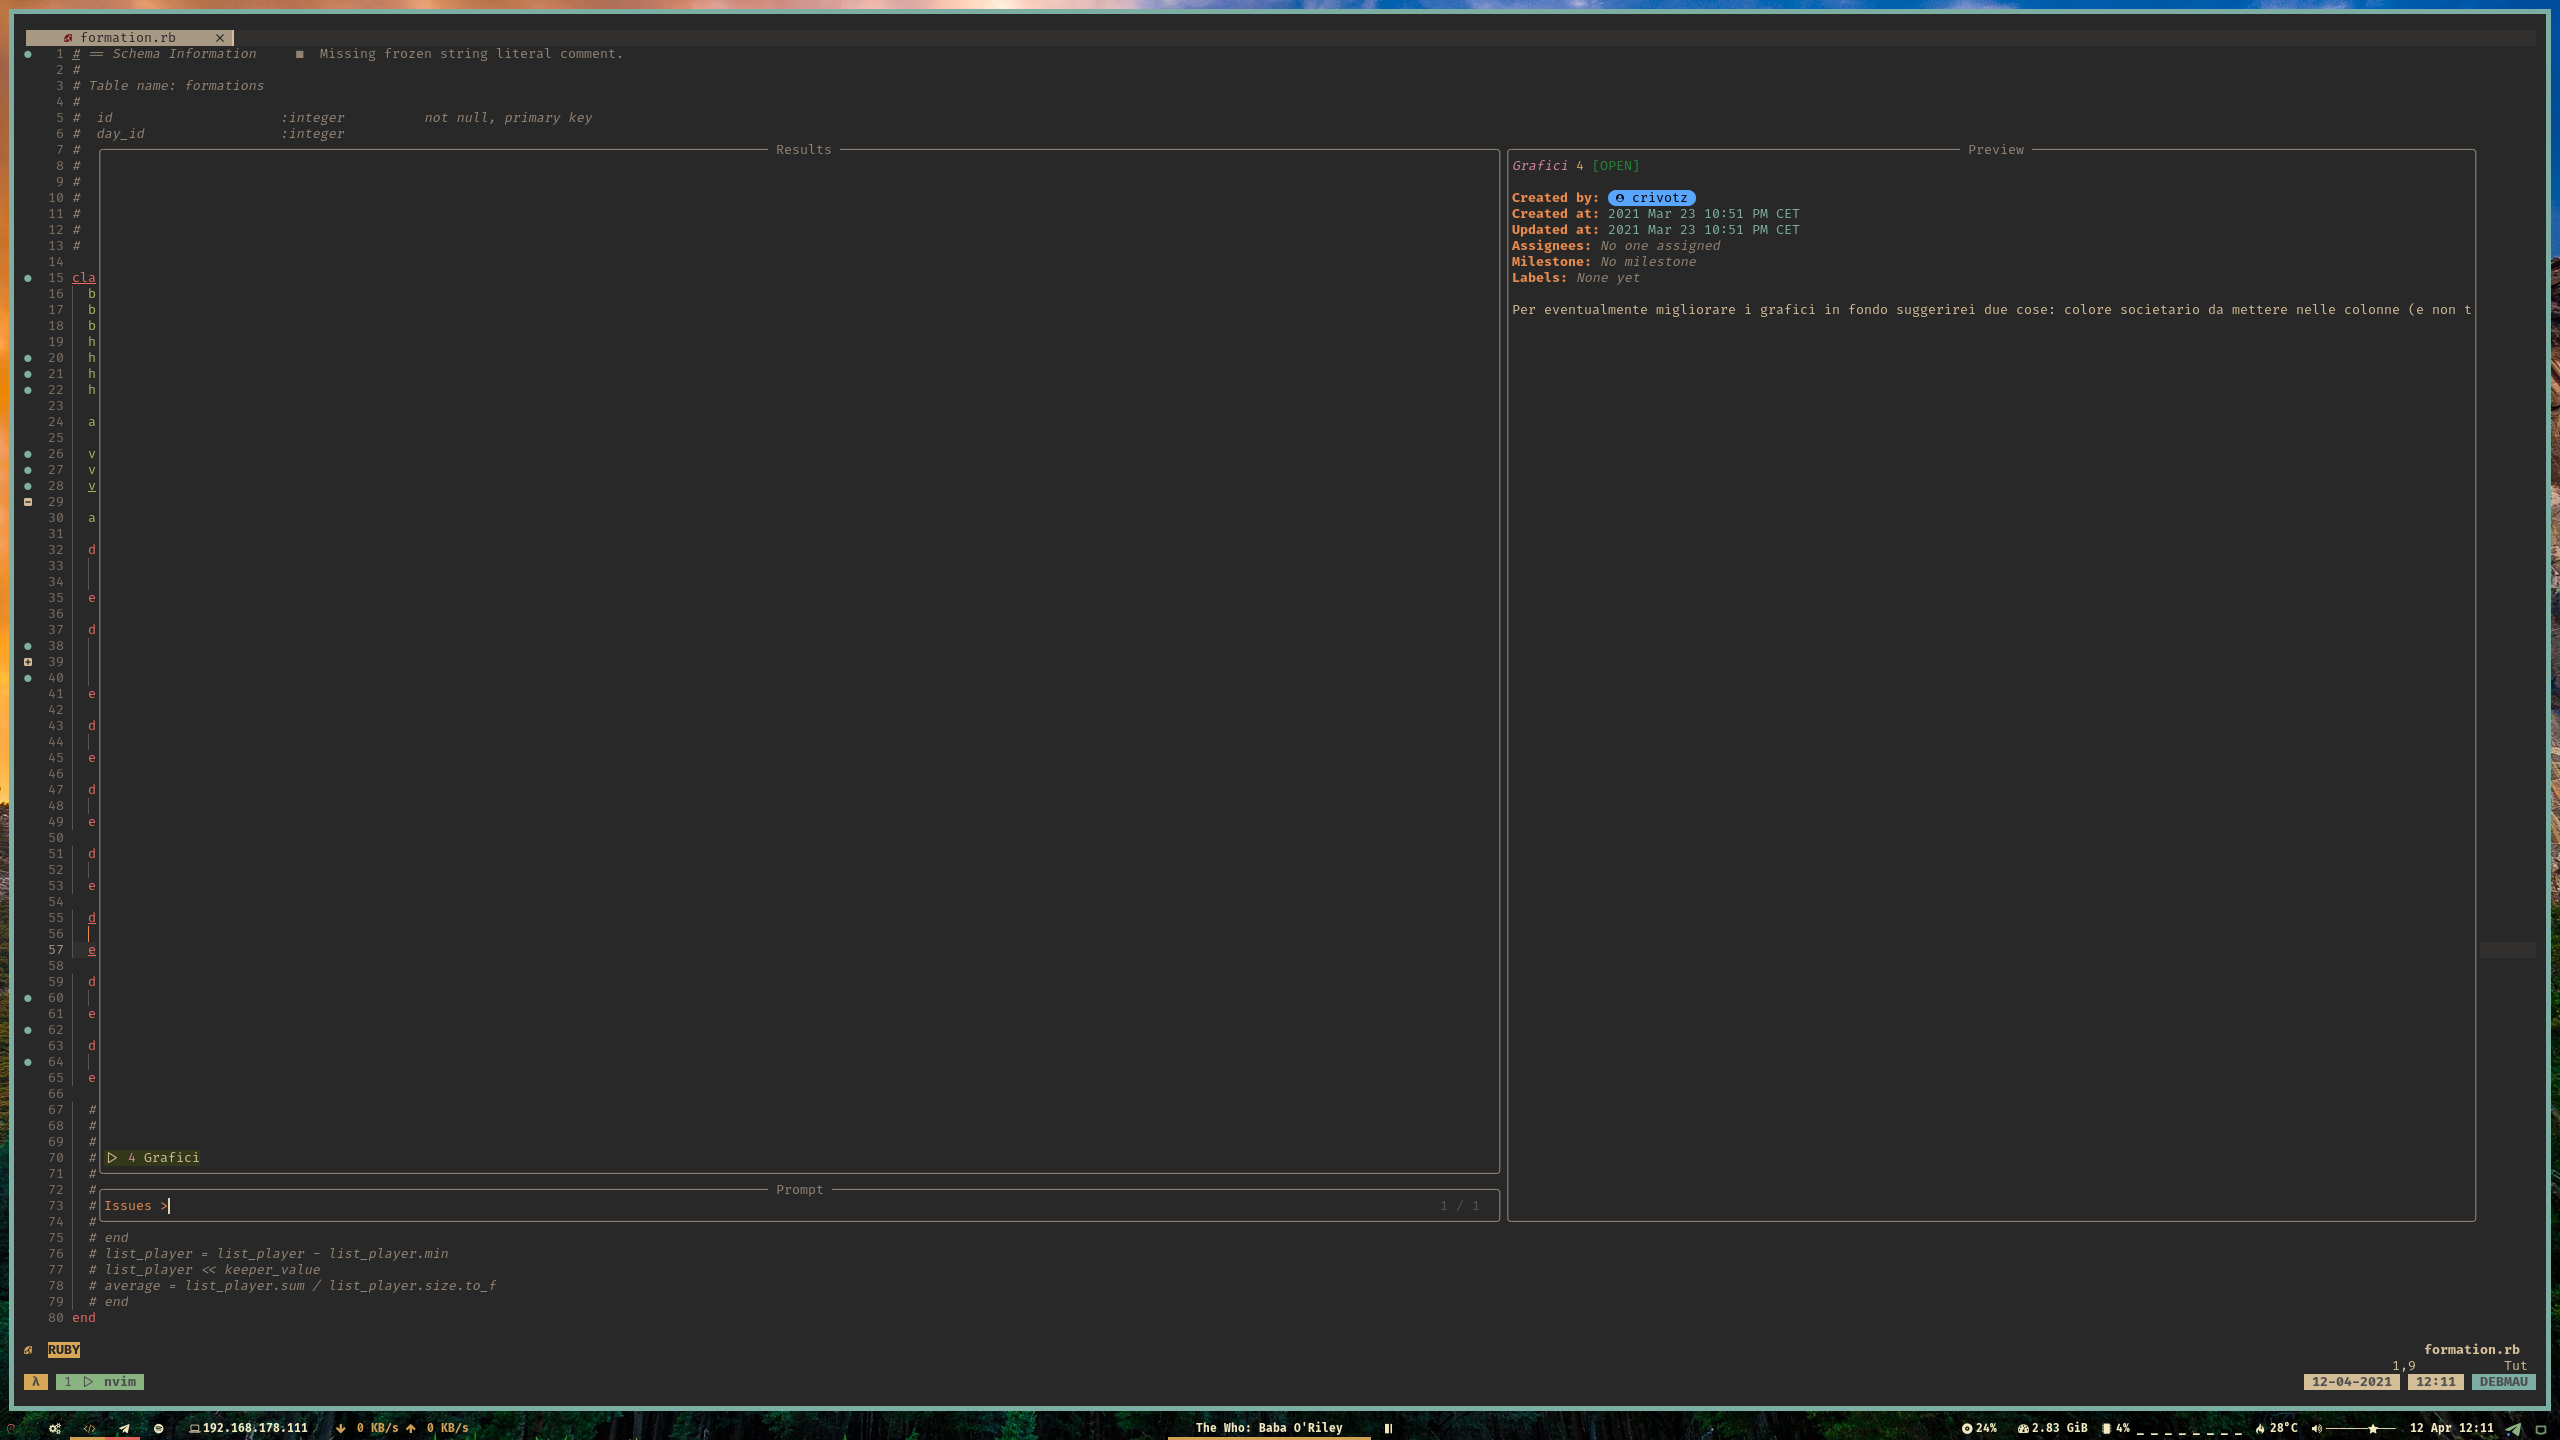 formation.rb ×
1 # == Schema Information ■ Missing frozen string literal comment.
2 #
3 # Table name: formations
4 #
5 # id :integer not null, primary key
6 # day_id :integer
7 # Results Preview
8 # Grafici 4 [OPEN]
9 #
10 # Created by: crivotz
11 # Created at: 2021 Mar 23 10:51 PM CET
12 # Updated at: 2021 Mar 23 10:51 PM CET
13 # Assignees: No one assigned
14 Milestone: No milestone
15 cla Labels: None yet
16 b
17 b Per eventualmente migliorare i grafici in fondo suggerirei due cose: colore societario da mettere nelle colonne (e non t
18 b
19 h
20 h
21 h
22 h
23
24 a
25
26 v
27 v
28 v
29
30 a
31
32 d
33
34
35 e
36
37 d
38
39
40
41 e
42
43 d
44
45 e
46
47 d
48
49 e
50
51 d
52
53 e
54
55 d
56
57 e
58
59 d
60
61 e
62
63 d
64
65 e
66
67 #
68 #
69 #
70 # ▷ 4 Grafici
71 #
72 # Prompt
73 # Issues > 1 / 1
74 #
75 # end
76 # list_player = list_player - list_player.min
77 # list_player << keeper_value
78 # average = list_player.sum / list_player.size.to_f
79 # end
80 end
RUBY formation.rb
1,9 Tut
λ 1 ▷ nvim 12-04-2021 12:11 DEBMAU
192.168.178.111 0 KB/s 0 KB/s The Who: Baba O'Riley 24% 2.83 GiB 4% 28°C 12 Apr 12:11